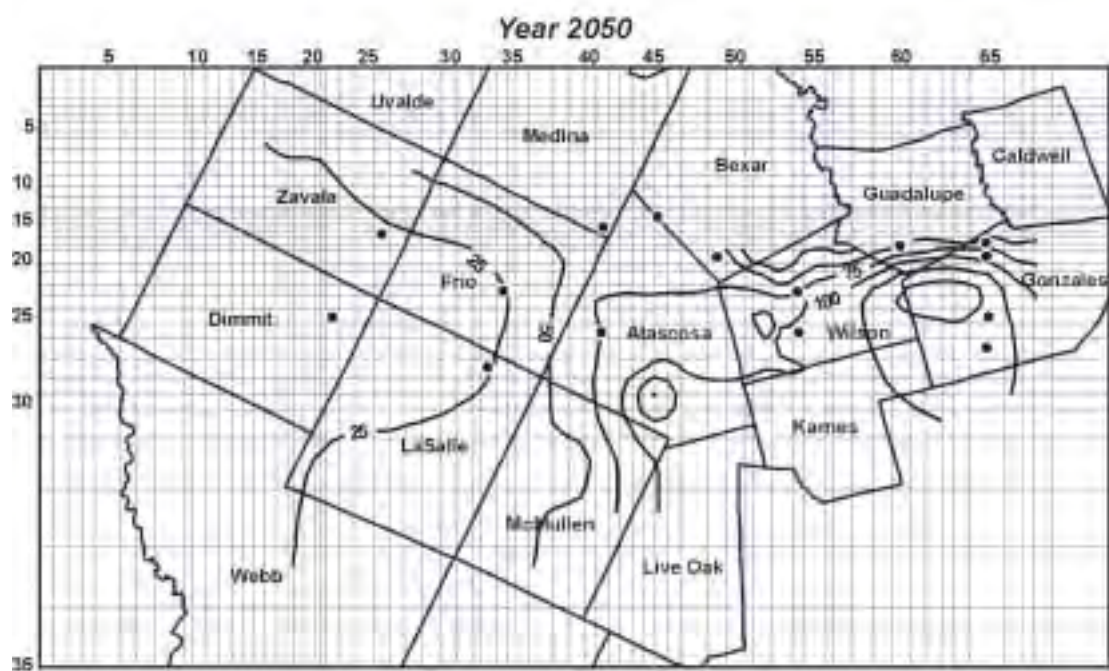 Year 2050
5 10 15 20 25 30 35 40 45 50 55 60 65
Uvalde
Medina
5
Bexar
Caldwell
10
Zavala
Guadalupe
15
20
25
Frio
75
Gonzales
100
25
Dimmit
50
Atascosa
Wilson
30
25
LaSalle
Karnes
McMullen
Webb
Live Oak
35